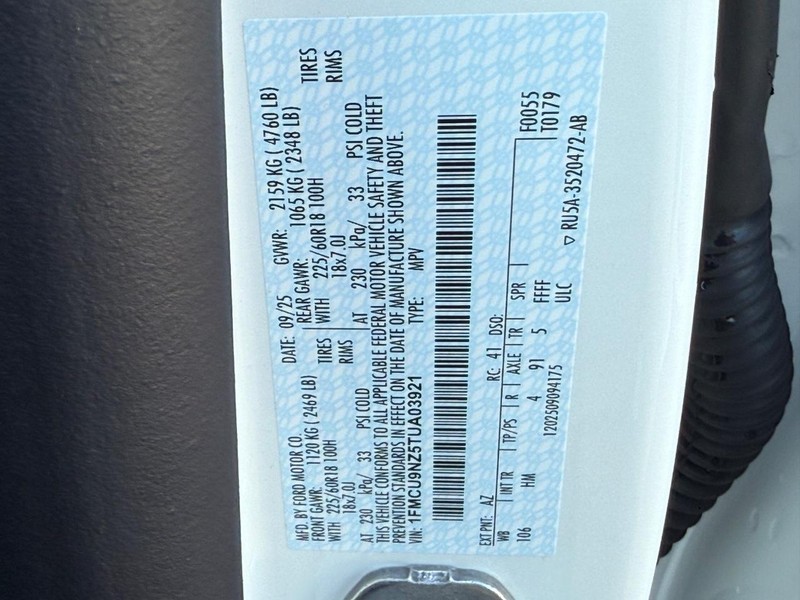 MFD. BY FORD MOTOR CO. DATE: 09/25 GVWR: 2159 KG ( 4760 LB)
FRONT GAWR: 1120 KG ( 2469 LB) REAR GAWR: 1065 KG ( 2348 LB)
WITH 225/60R18 100H TIRES WITH 225/60R18 100H TIRES
18x7.0J RIMS 18x7.0J RIMS
AT 230 kPa/ 33 PSI COLD AT 230 kPa/ 33 PSI COLD
THIS VEHICLE CONFORMS TO ALL APPLICABLE FEDERAL MOTOR VEHICLE SAFETY AND THEFT
PREVENTION STANDARDS IN EFFECT ON THE DATE OF MANUFACTURE SHOWN ABOVE.
VIN: 1FMCU9NZ5TUA03921 TYPE: MPV
EXT PNT: AZ RC: 41 DSO: F0055
WB INT TR TP/PS R AXLE TR SPR T0179
106 HM 4 91 5 FFFF
1202509094175 ULC ▽ RU5A-3520472-AB